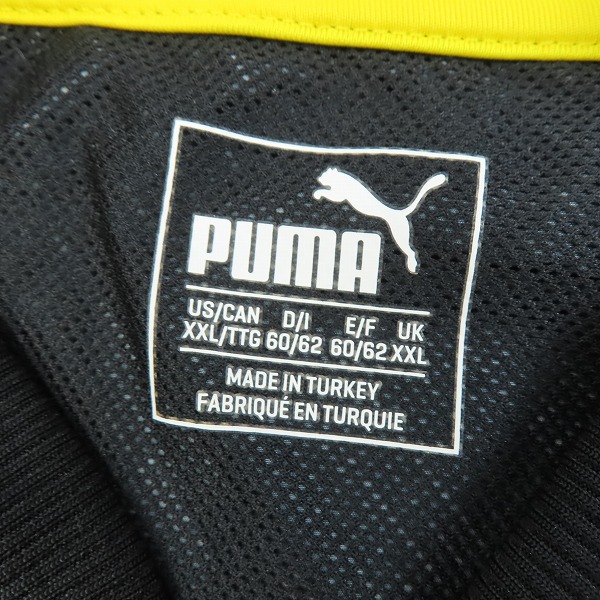 PUMA
US/CAN D/I E/F UK
XXL/TTG 60/62 60/62 XXL
MADE IN TURKEY
FABRIQUÉ EN TURQUIE